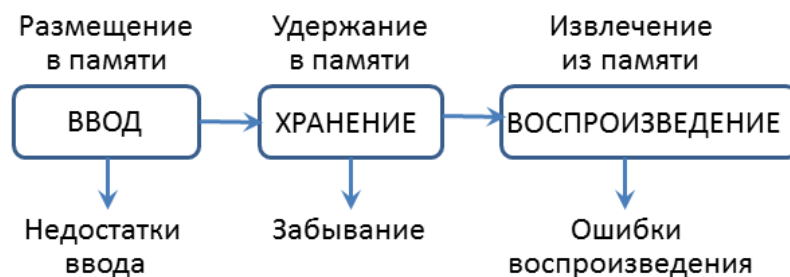 Размещение
в памяти
Удержание
в памяти
Извлечение
из памяти
ВВОД
ХРАНЕНИЕ
ВОСПРОИЗВЕДЕНИЕ
Недостатки
ввода
Забывание
Ошибки
воспроизведения